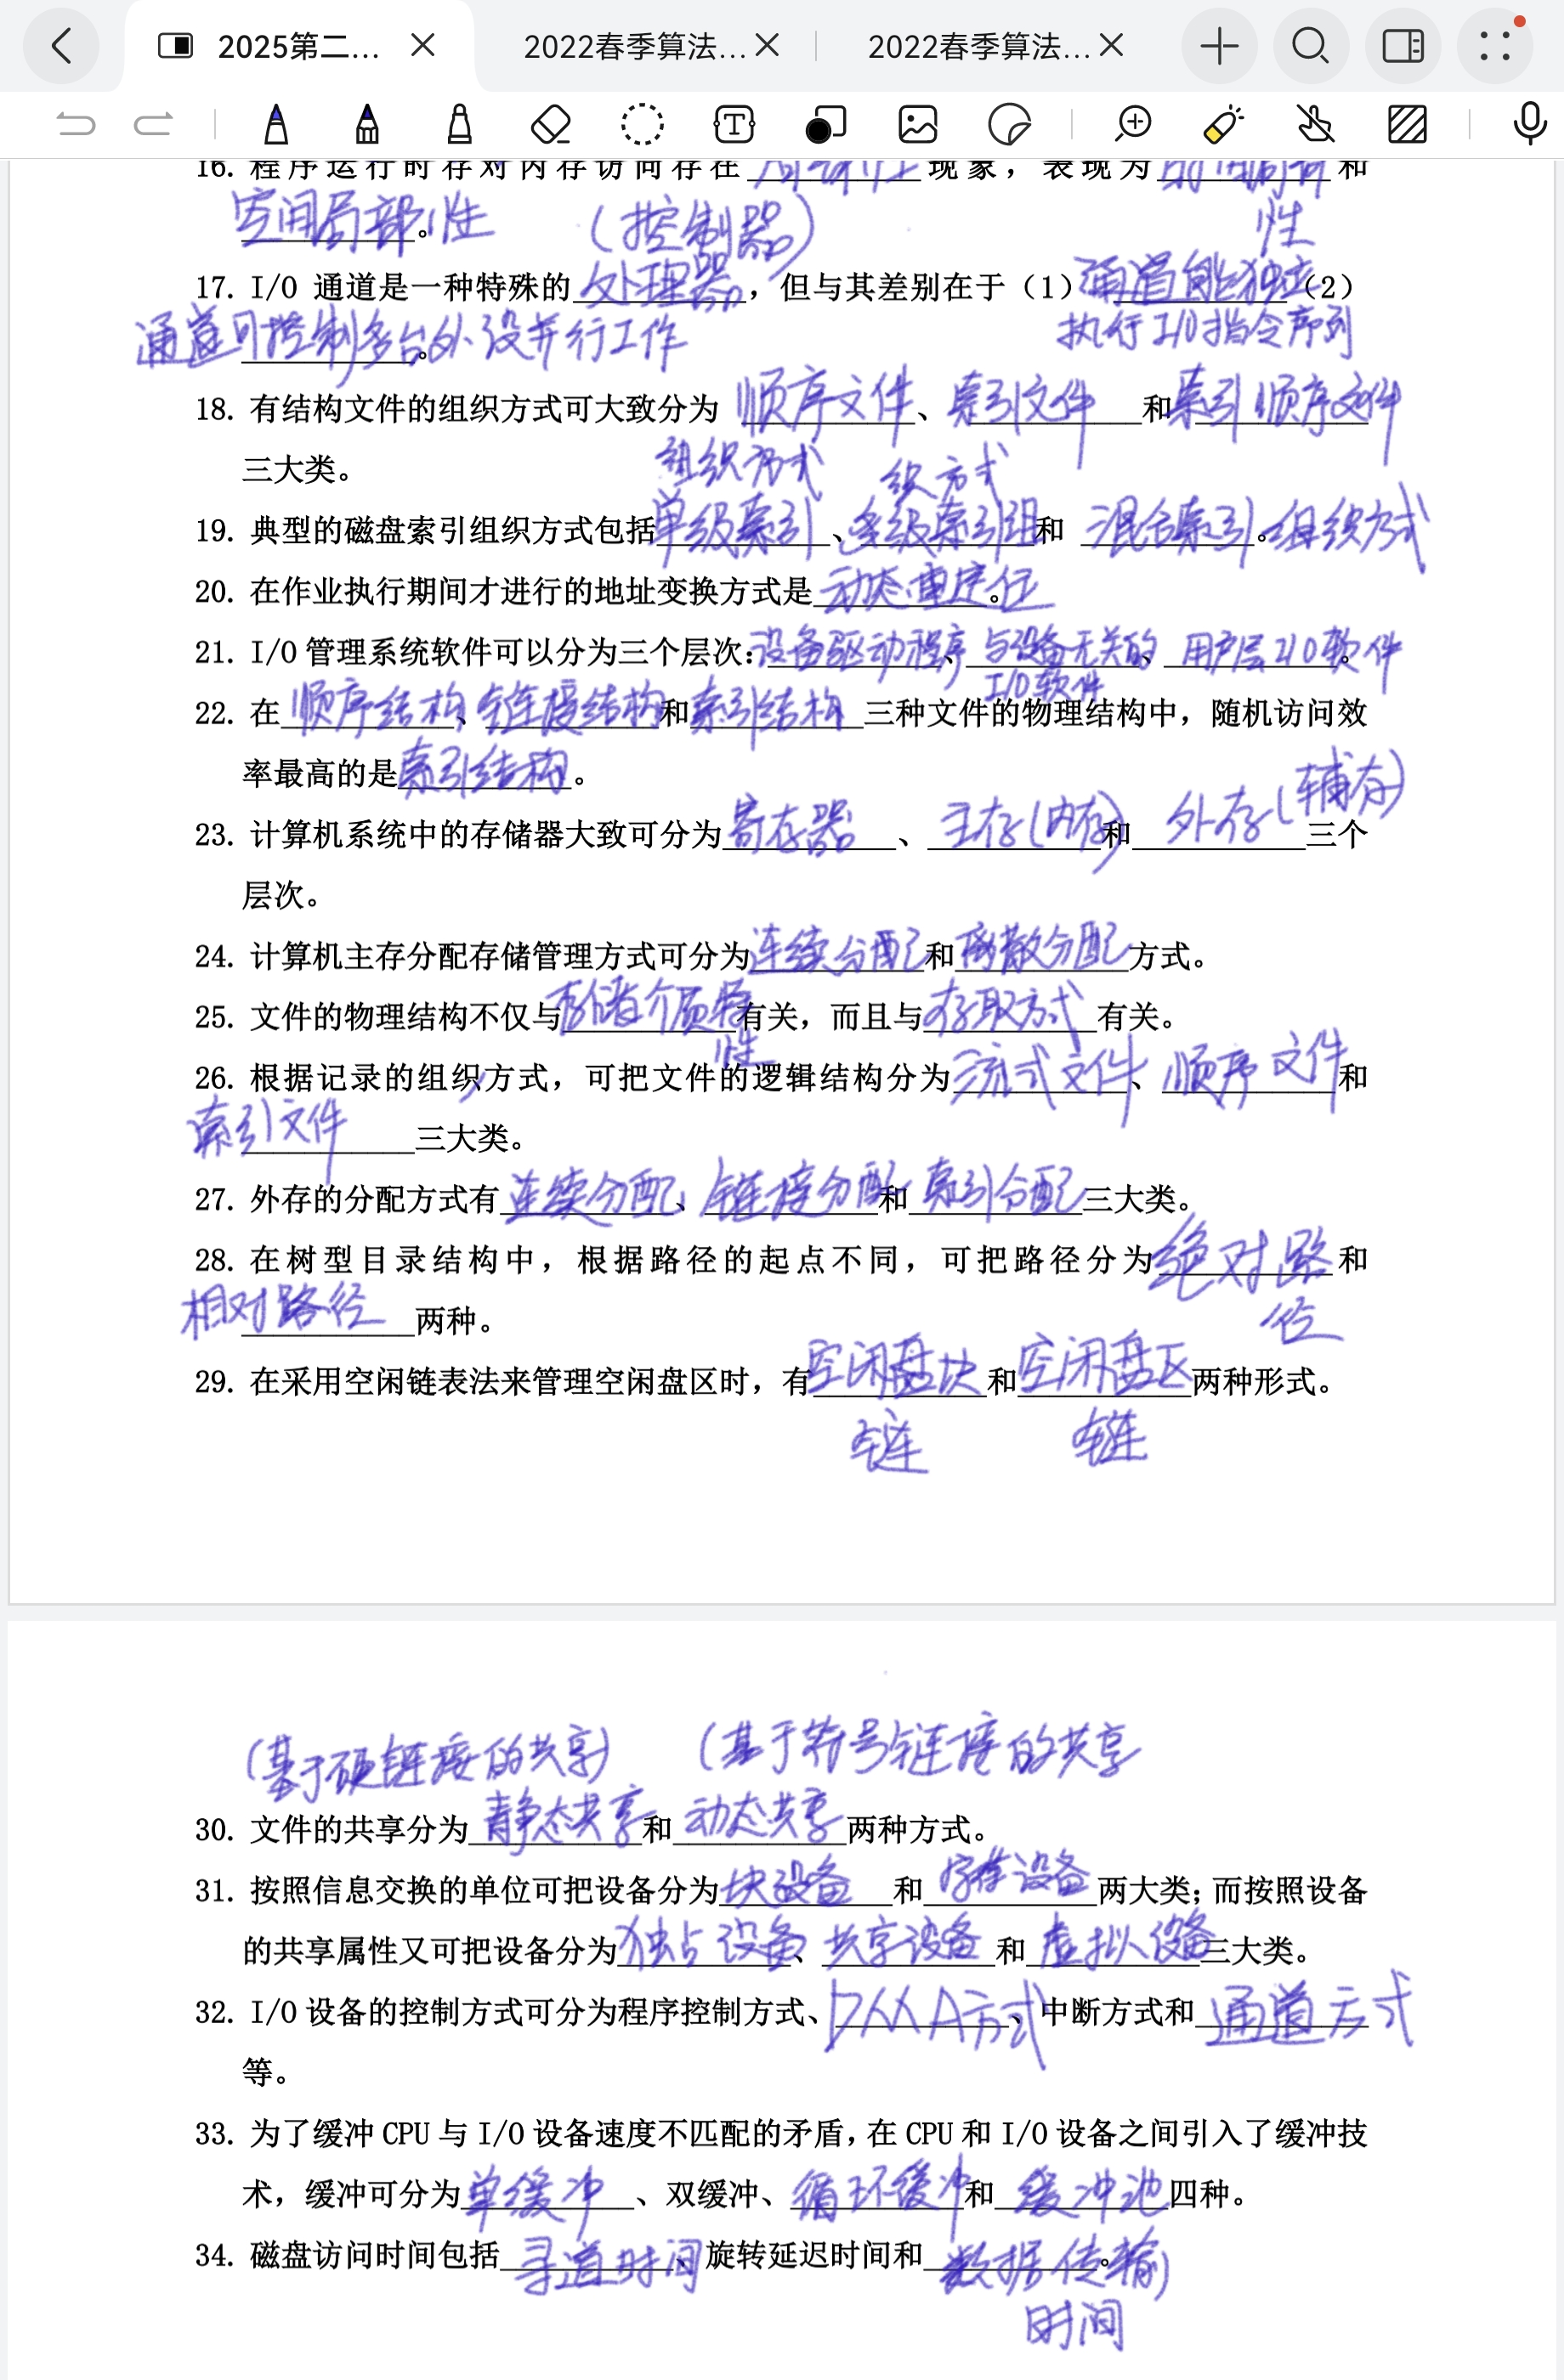 2025第二... 2022春季算法... 2022春季算法...
16. 程序运行时存对内存访问存在局部性现象，表现为时间局部和
性
空间局部性。
（控制器）
17. I/O 通道是一种特殊的处理器，但与其差别在于（1）通道能独立（2）
执行I/O指令序列
通道可控制多台外设并行工作。
18. 有结构文件的组织方式可大致分为 顺序文件、索引文件和索引顺序文件
三大类。
组织方式 织方式
19. 典型的磁盘索引组织方式包括单级索引、多级索引组和 混合索引组织方式。
20. 在作业执行期间才进行的地址变换方式是动态重定位。
21. I/O 管理系统软件可以分为三个层次：设备驱动程序、与设备无关的、用户层I/O软件。
I/O软件
22. 在顺序结构、链接结构和索引结构三种文件的物理结构中，随机访问效
率最高的是索引结构。
23. 计算机系统中的存储器大致可分为寄存器、主存(内存)和外存(辅存)三个
层次。
24. 计算机主存分配存储管理方式可分为连续分配和离散分配方式。
25. 文件的物理结构不仅与存储介质特有关，而且与存取方式有关。
性
26. 根据记录的组织方式，可把文件的逻辑结构分为流式文件、顺序文件和
索引文件三大类。
27. 外存的分配方式有连续分配、链接分配和索引分配三大类。
28. 在树型目录结构中，根据路径的起点不同，可把路径分为绝对路和
径
相对路径两种。
29. 在采用空闲链表法来管理空闲盘区时，有空闲盘块和空闲盘区两种形式。
链 链
(基于硬链接的共享) (基于符号链接的共享
30. 文件的共享分为静态共享和动态共享两种方式。
31. 按照信息交换的单位可把设备分为块设备和字符设备两大类；而按照设备
的共享属性又可把设备分为独占设备、共享设备和虚拟设备三大类。
32. I/O 设备的控制方式可分为程序控制方式、DMA方式、中断方式和通道方式
等。
33. 为了缓冲 CPU 与 I/O 设备速度不匹配的矛盾，在 CPU 和 I/O 设备之间引入了缓冲技
术，缓冲可分为单缓冲、双缓冲、循环缓冲和缓冲池四种。
34. 磁盘访问时间包括寻道时间、旋转延迟时间和数据传输。
时间